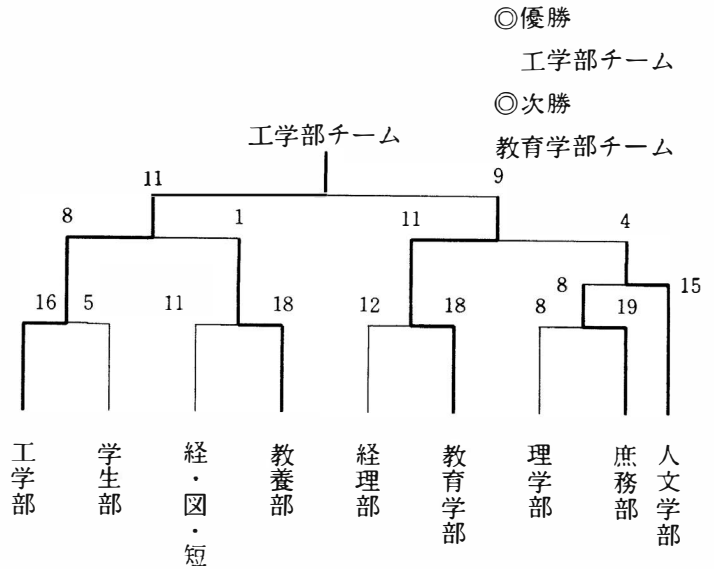 ◎優勝
工学部チーム
◎次勝
教育学部チーム
工学部チーム
11
9
8
1
11
4
16
5
11
18
12
18
8
8
19
15
工学部
学生部
経・図・短
教養部
経理部
教育学部
理学部
庶務部
人文学部